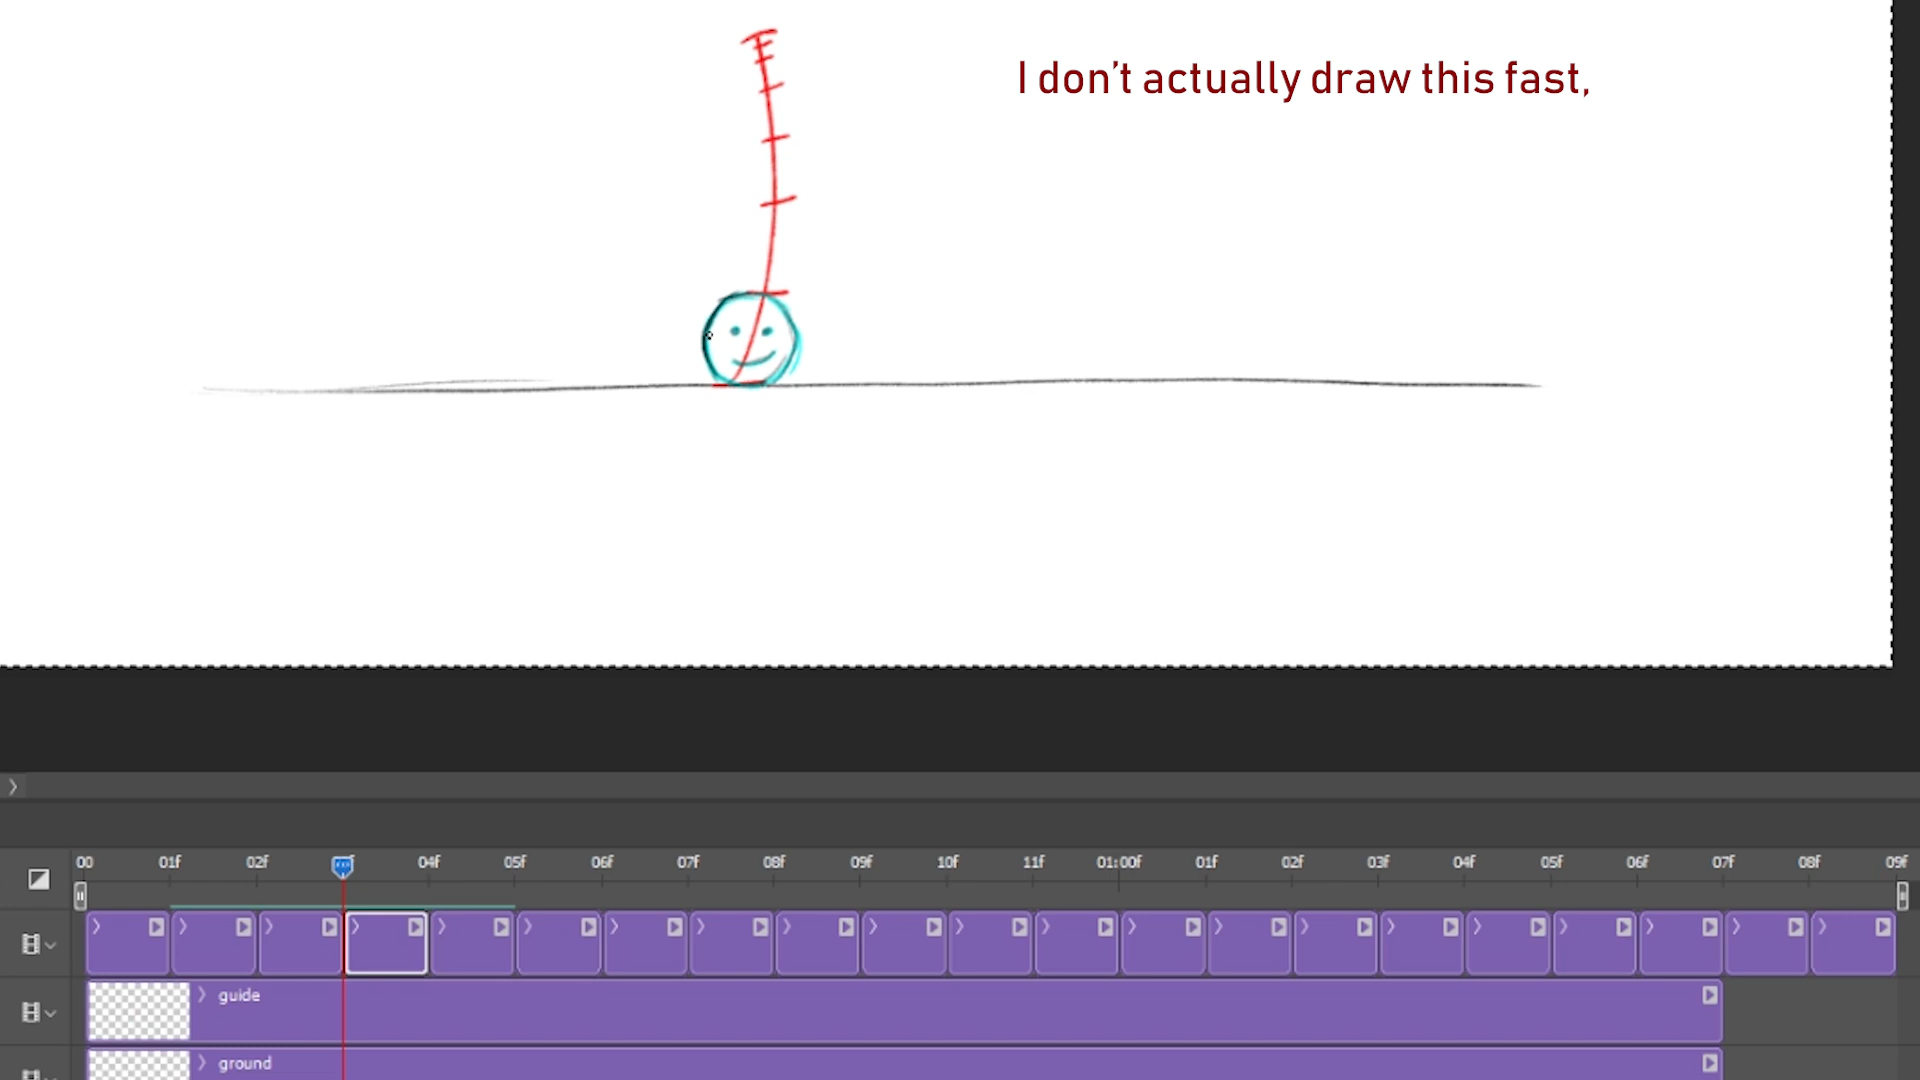 I don't actually draw this fast,
00 01f 02f f 04f 05f 06f 07f 08f 09f 10f 11f 01:00f 01f 02f 03f 04f 05f 06f 07f 08f 09f
guide
ground